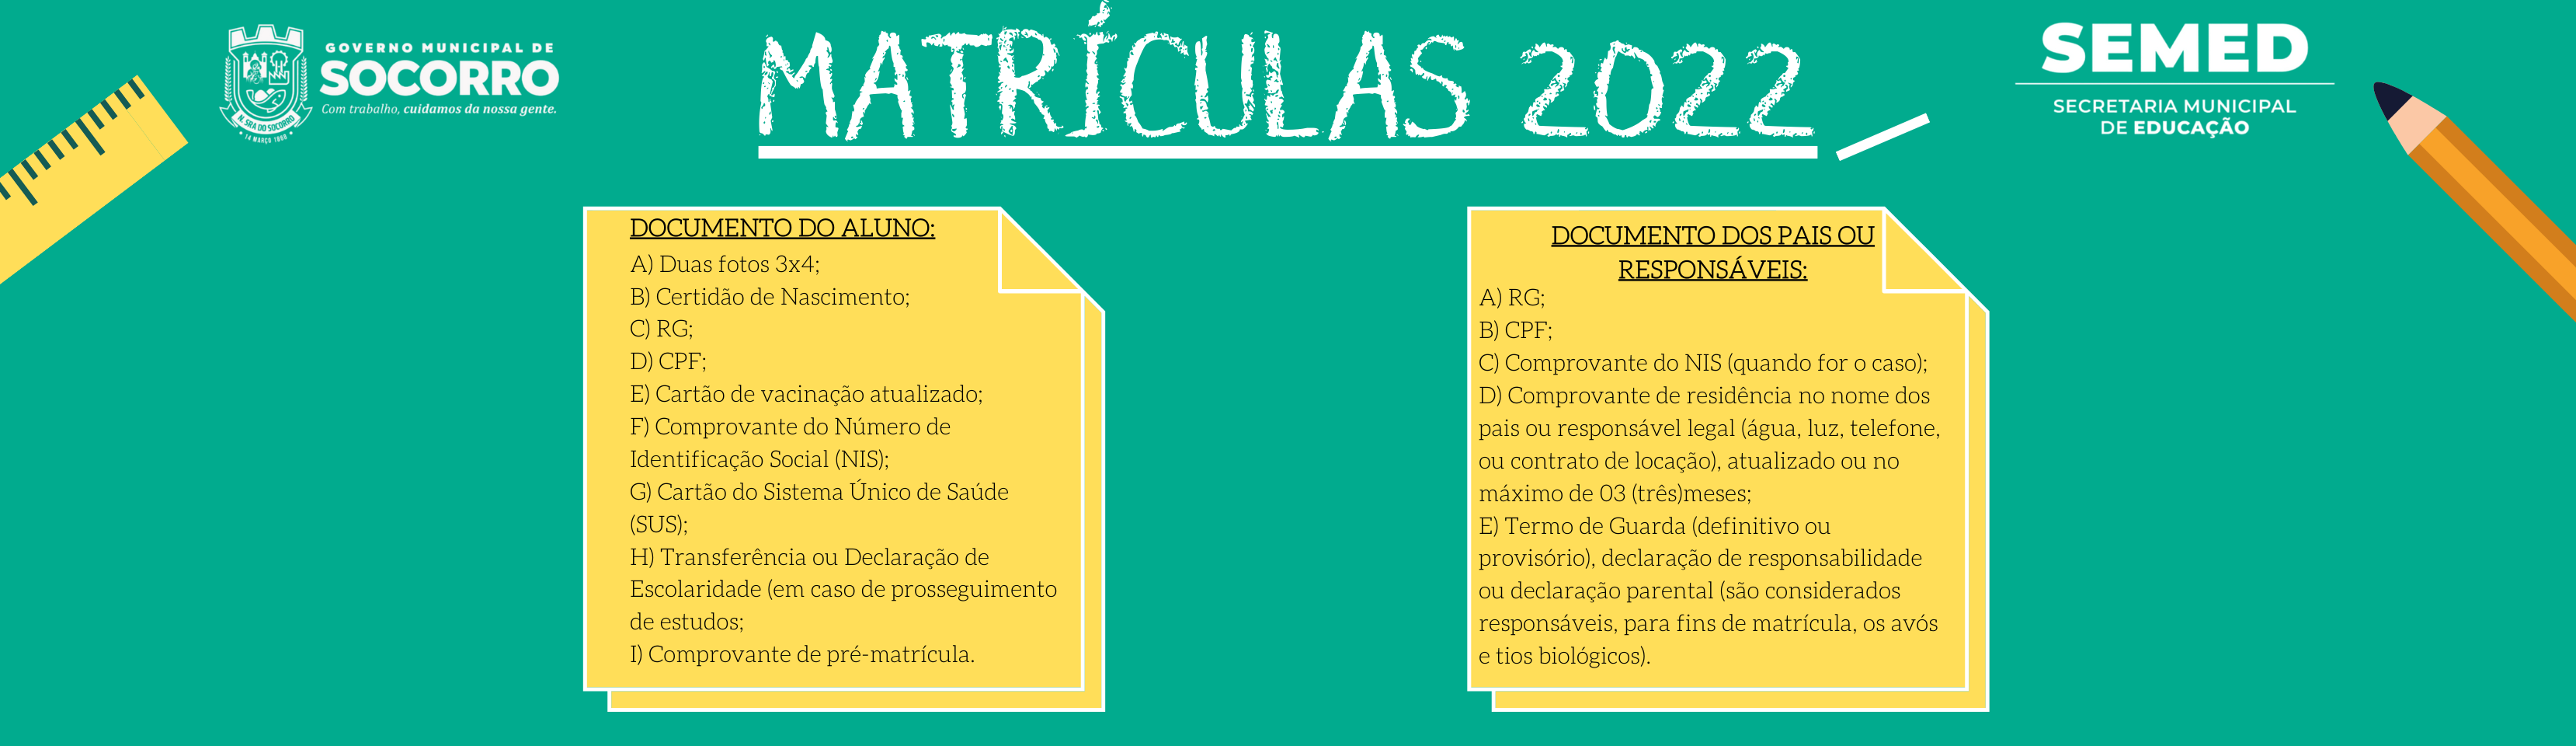 GOVERNO MUNICIPAL DE
SOCORRO
Com trabalho, cuidamos da nossa gente.
N. SRA DO SOCORRO
14 MARÇO 1868
MATRÍCULAS 2022
SEMED
SECRETARIA MUNICIPAL
DE EDUCAÇÃO
DOCUMENTO DO ALUNO:
A) Duas fotos 3x4;
B) Certidão de Nascimento;
C) RG;
D) CPF;
E) Cartão de vacinação atualizado;
F) Comprovante do Número de
Identificação Social (NIS);
G) Cartão do Sistema Único de Saúde
(SUS);
H) Transferência ou Declaração de
Escolaridade (em caso de prosseguimento
de estudos;
I) Comprovante de pré-matrícula.
DOCUMENTO DOS PAIS OU
RESPONSÁVEIS:
A) RG;
B) CPF;
C) Comprovante do NIS (quando for o caso);
D) Comprovante de residência no nome dos
pais ou responsável legal (água, luz, telefone,
ou contrato de locação), atualizado ou no
máximo de 03 (três)meses;
E) Termo de Guarda (definitivo ou
provisório), declaração de responsabilidade
ou declaração parental (são considerados
responsáveis, para fins de matrícula, os avós
e tios biológicos).